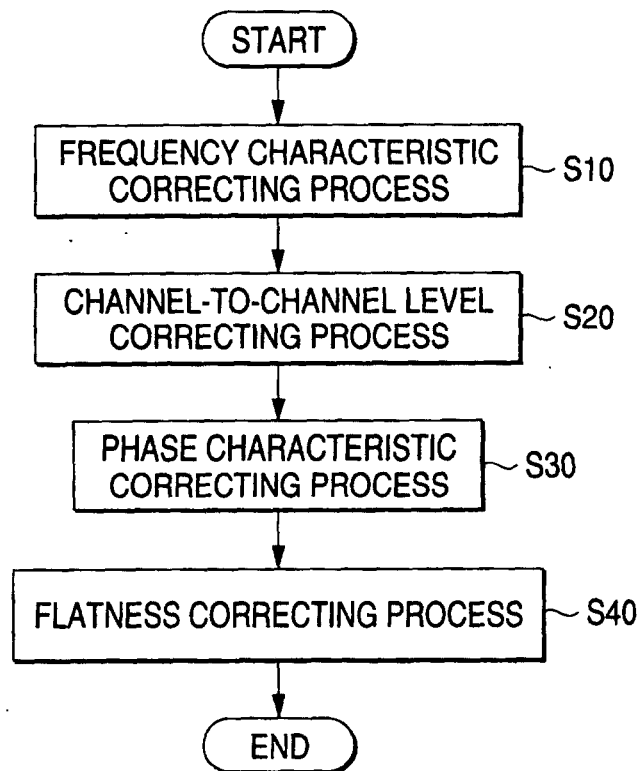 START
FREQUENCY CHARACTERISTIC
CORRECTING PROCESS
S10
CHANNEL-TO-CHANNEL LEVEL
CORRECTING PROCESS
S20
PHASE CHARACTERISTIC
CORRECTING PROCESS
S30
FLATNESS CORRECTING PROCESS
S40
END